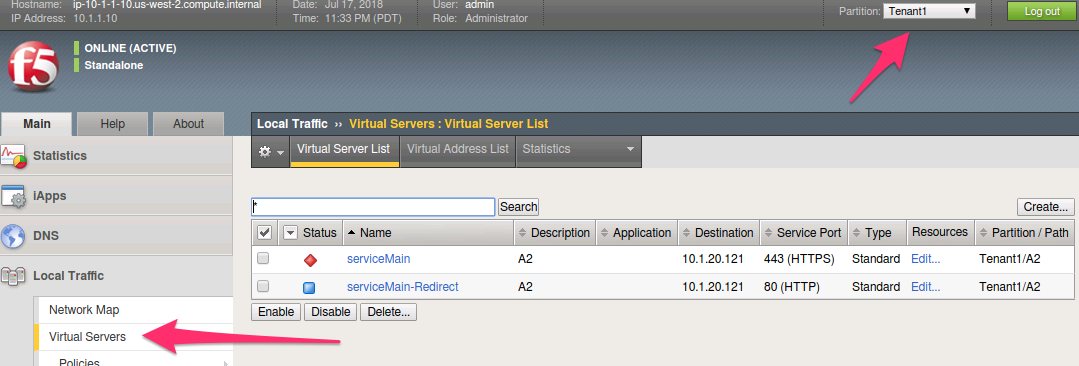 Hostname: ip-10-1-1-10.us-west-2.compute.internal Date: Jul 17, 2018 User: admin
IP Address: 10.1.1.10 Time: 11:33 PM (PDT) Role: Administrator
Partition: Tenant1 Log out
f5
ONLINE (ACTIVE)
Standalone
Main Help About
Local Traffic ›› Virtual Servers : Virtual Server List
Virtual Server List Virtual Address List Statistics
Statistics
iApps
DNS
Local Traffic
Network Map
Virtual Servers
Policies
* Search Create...
Status Name Description Application Destination Service Port Type Resources Partition / Path
serviceMain A2 10.1.20.121 443 (HTTPS) Standard Edit... Tenant1/A2
serviceMain-Redirect A2 10.1.20.121 80 (HTTP) Standard Edit... Tenant1/A2
Enable Disable Delete...